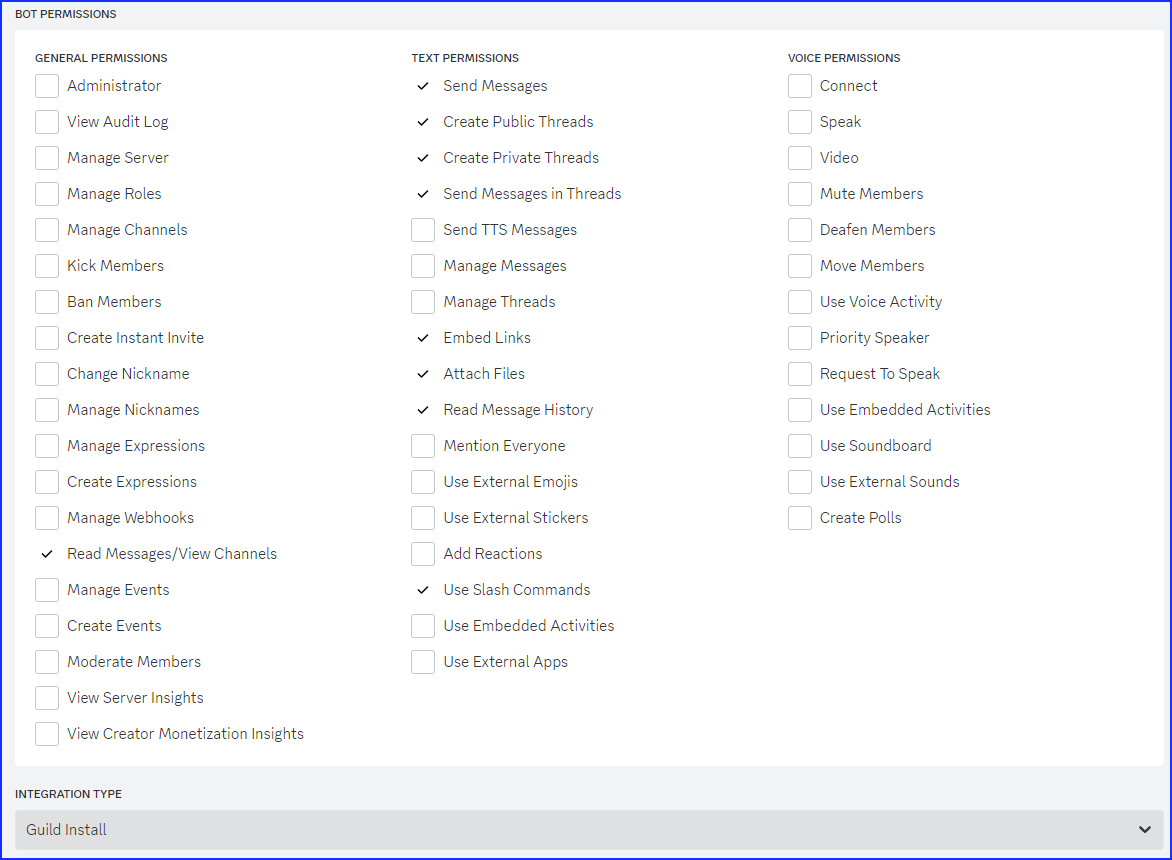 BOT PERMISSIONS
GENERAL PERMISSIONS
Administrator
View Audit Log
Manage Server
Manage Roles
Manage Channels
Kick Members
Ban Members
Create Instant Invite
Change Nickname
Manage Nicknames
Manage Expressions
Create Expressions
Manage Webhooks
Read Messages/View Channels
Manage Events
Create Events
Moderate Members
View Server Insights
View Creator Monetization Insights
TEXT PERMISSIONS
Send Messages
Create Public Threads
Create Private Threads
Send Messages in Threads
Send TTS Messages
Manage Messages
Manage Threads
Embed Links
Attach Files
Read Message History
Mention Everyone
Use External Emojis
Use External Stickers
Add Reactions
Use Slash Commands
Use Embedded Activities
Use External Apps
VOICE PERMISSIONS
Connect
Speak
Video
Mute Members
Deafen Members
Move Members
Use Voice Activity
Priority Speaker
Request To Speak
Use Embedded Activities
Use Soundboard
Use External Sounds
Create Polls
INTEGRATION TYPE
Guild Install